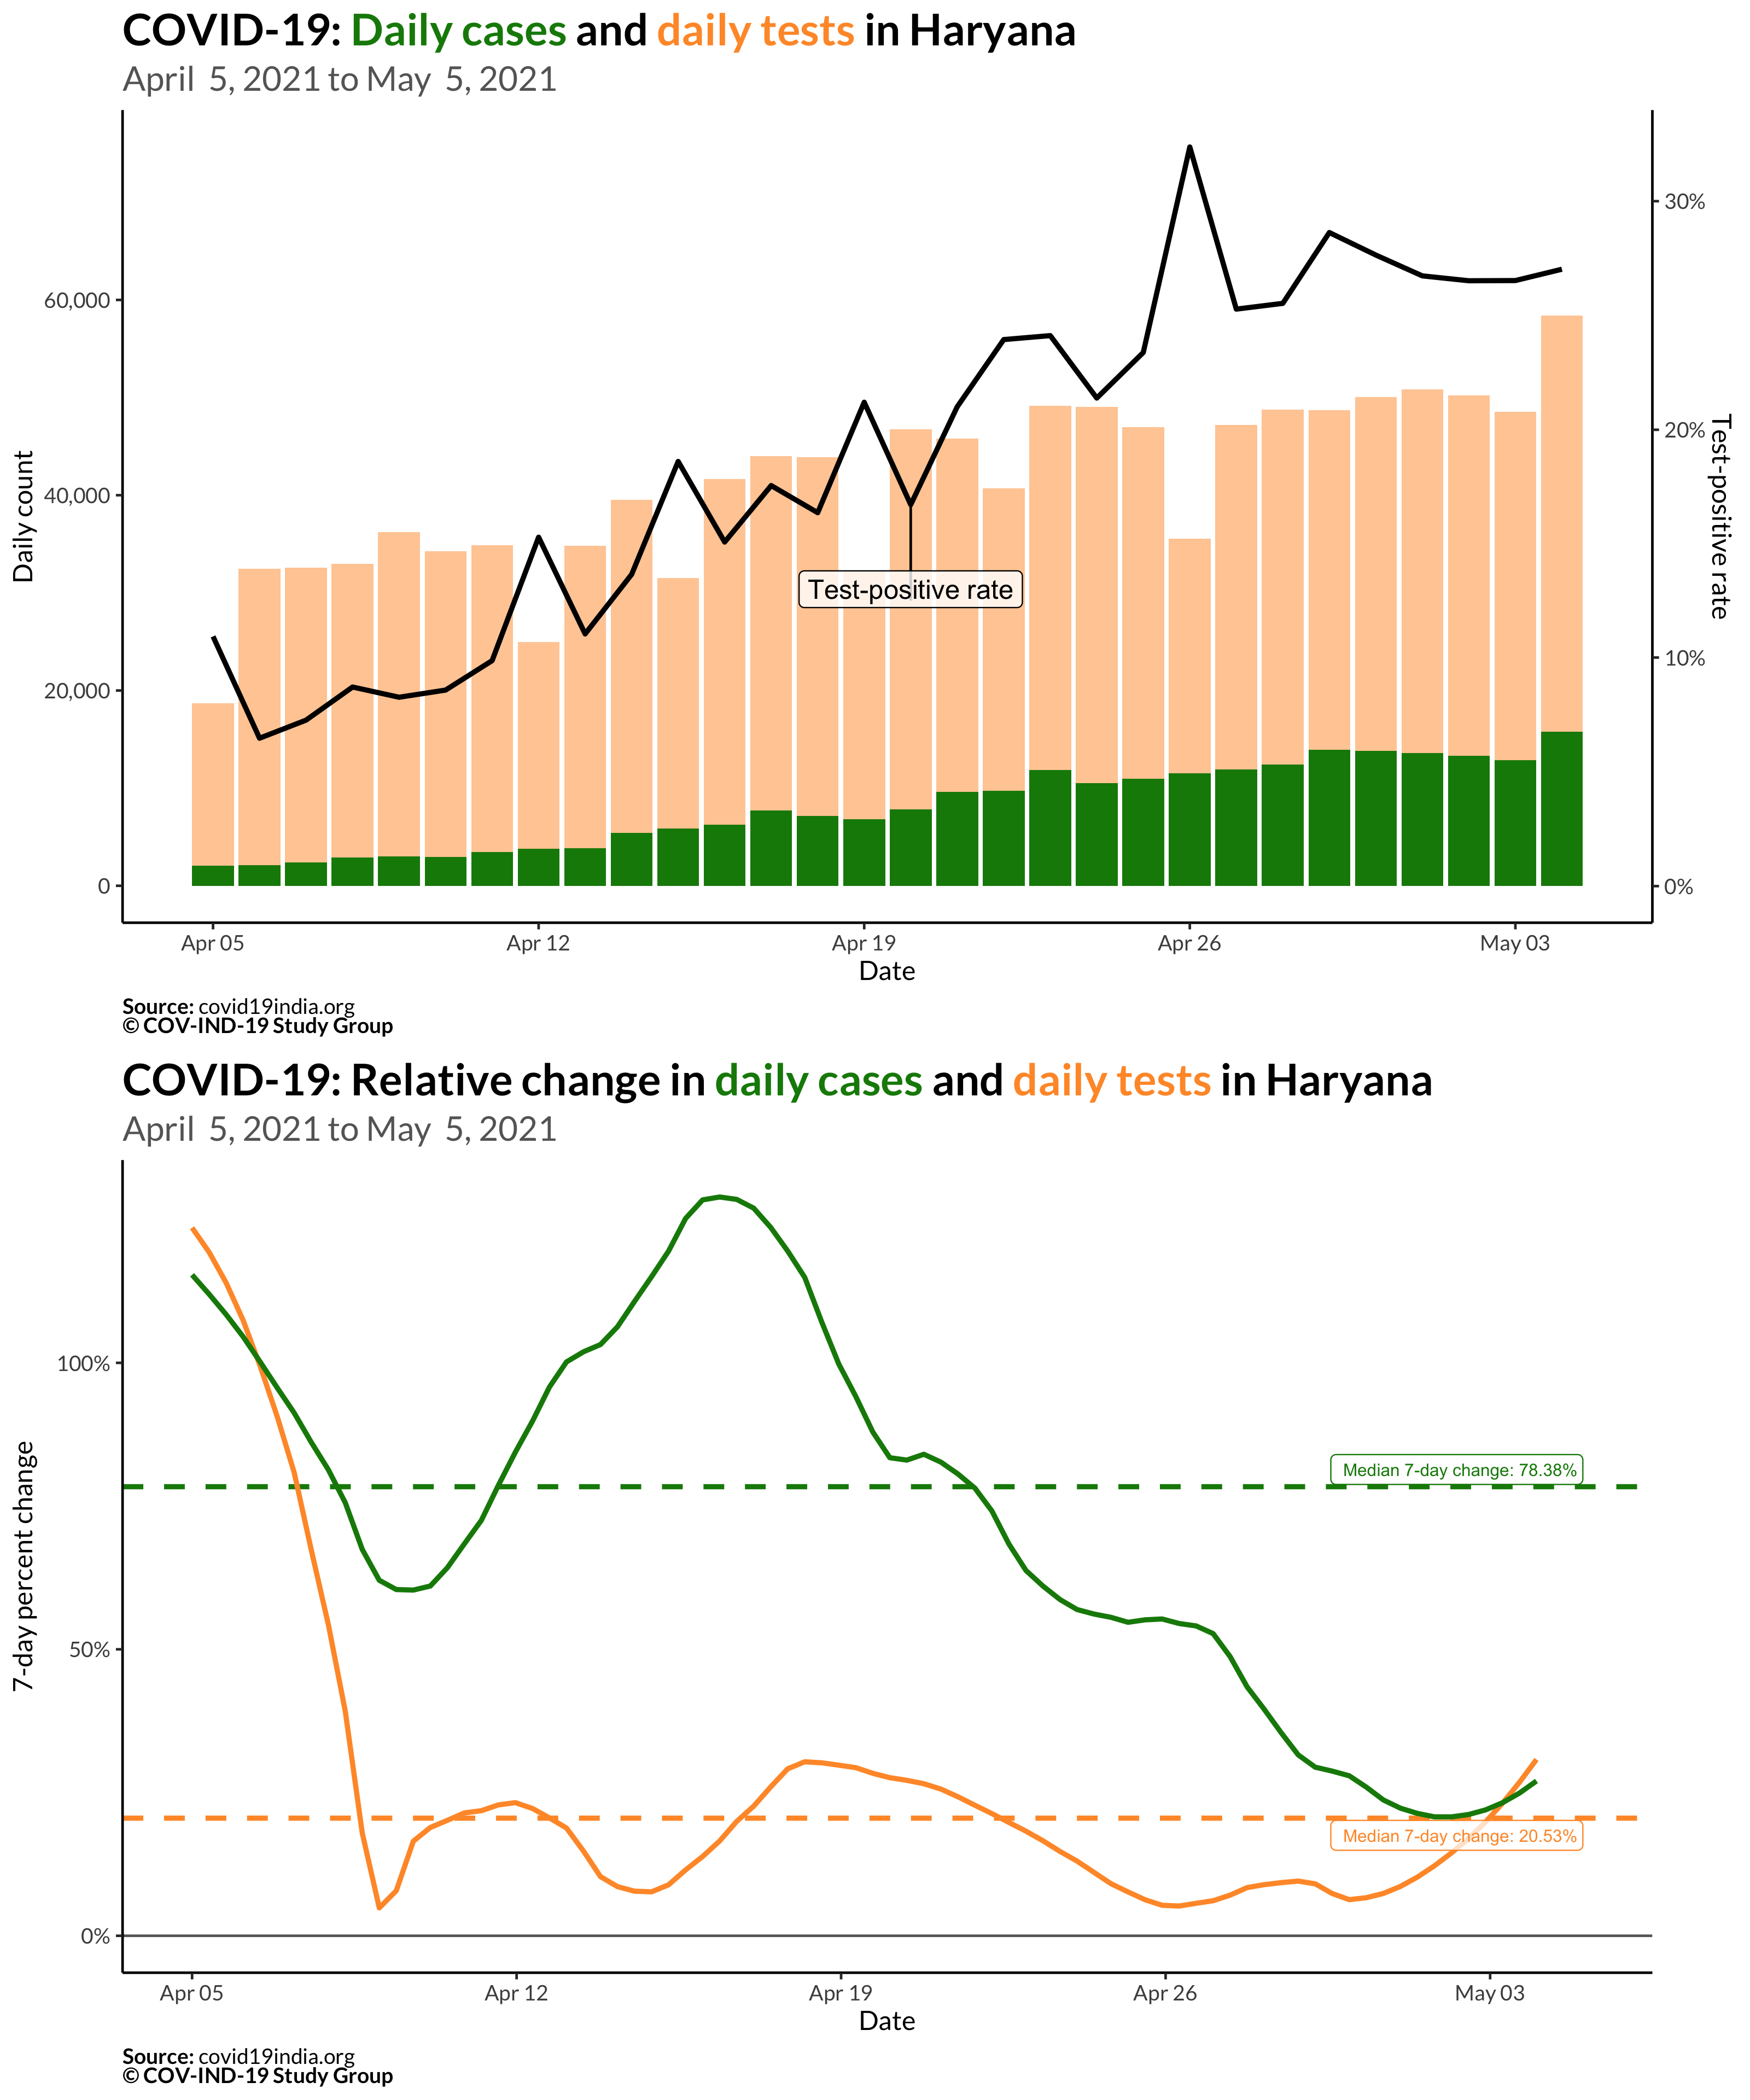 COVID-19: Daily cases and daily tests in Haryana
April 5, 2021 to May 5, 2021
Daily count
60,000
40,000
20,000
0
30%
20%
10%
0%
Test-positive rate
Test-positive rate
Apr 05 Apr 12 Apr 19 Apr 26 May 03
Date
Source: covid19india.org
© COV-IND-19 Study Group
COVID-19: Relative change in daily cases and daily tests in Haryana
April 5, 2021 to May 5, 2021
7-day percent change
100%
50%
0%
Median 7-day change: 78.38%
Median 7-day change: 20.53%
Apr 05 Apr 12 Apr 19 Apr 26 May 03
Date
Source: covid19india.org
© COV-IND-19 Study Group